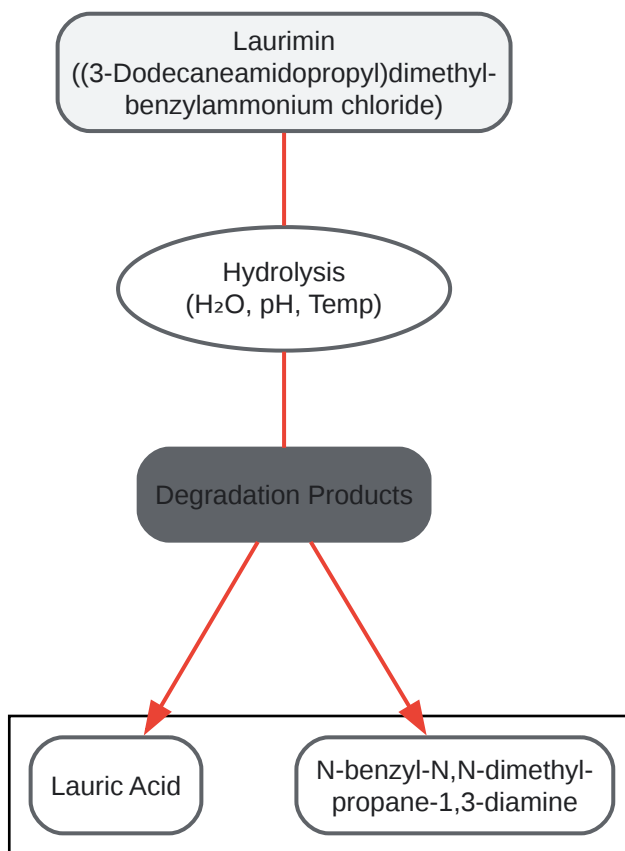 Laurimin
((3-Dodecaneamidopropyl)dimethyl-
benzylammonium chloride)
Hydrolysis
(H₂O, pH, Temp)
Degradation Products
Lauric Acid
N-benzyl-N,N-dimethyl-
propane-1,3-diamine